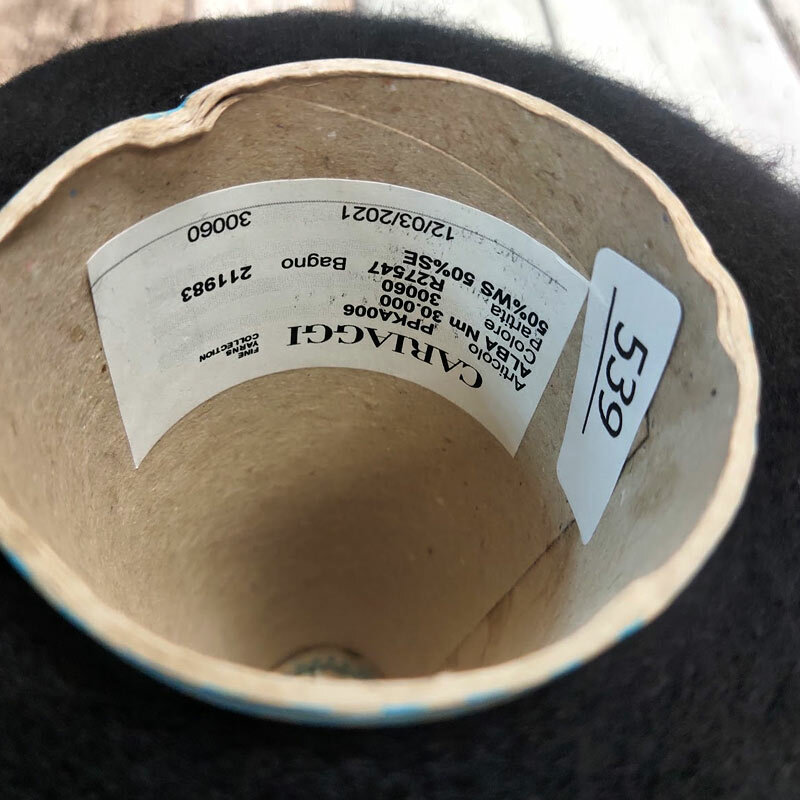 CARIAGGI FINE YARNS COLLECTION
Articolo PPKA006
ALBA Nm 30.000
Colore 30060
Partita R27547 Bagno 211983
50%WS 50%SE
12/03/2021 30060
539